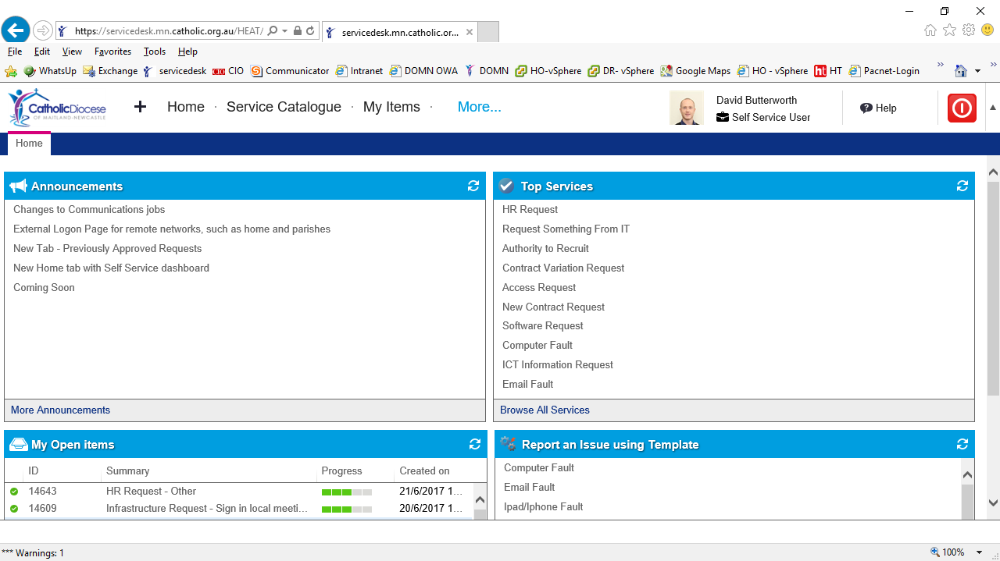 https://servicedesk.mn.catholic.org.au/HEAT/
servicedesk.mn.catholic.or...
File Edit View Favorites Tools Help
WhatsUp Exchange servicedesk CIO Communicator Intranet DOMN OWA DOMN HO-vSphere DR- vSphere Google Maps HO - vSphere ht HT Pacnet-Login
CatholicDiocese
OF MAITLAND-NEWCASTLE
+ Home · Service Catalogue · My Items · More...
David Butterworth
Self Service User
Help
Home
Announcements
Changes to Communications jobs
External Logon Page for remote networks, such as home and parishes
New Tab - Previously Approved Requests
New Home tab with Self Service dashboard
Coming Soon
More Announcements
Top Services
HR Request
Request Something From IT
Authority to Recruit
Contract Variation Request
Access Request
New Contract Request
Software Request
Computer Fault
ICT Information Request
Email Fault
Browse All Services
My Open items
ID Summary Progress Created on
14643 HR Request - Other 21/6/2017 1...
14609 Infrastructure Request - Sign in local meeti... 20/6/2017 1...
Report an Issue using Template
Computer Fault
Email Fault
Ipad/Iphone Fault
*** Warnings: 1
100%